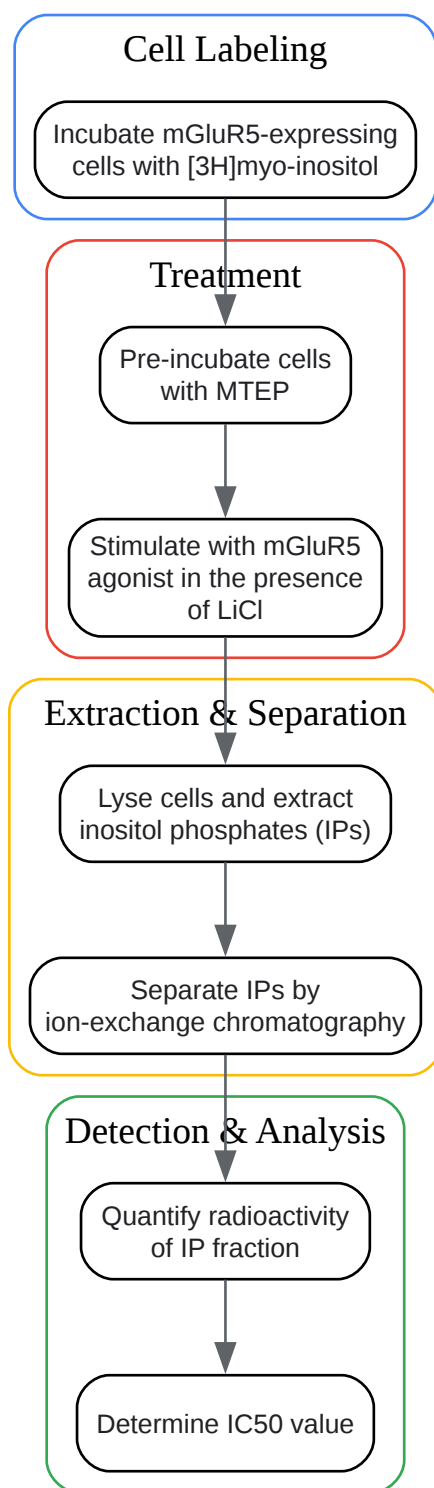 Cell Labeling
Incubate mGluR5-expressing
cells with [3H]myo-inositol
Treatment
Pre-incubate cells
with MTEP
Stimulate with mGluR5
agonist in the presence
of LiCl
Extraction & Separation
Lyse cells and extract
inositol phosphates (IPs)
Separate IPs by
ion-exchange chromatography
Detection & Analysis
Quantify radioactivity
of IP fraction
Determine IC50 value